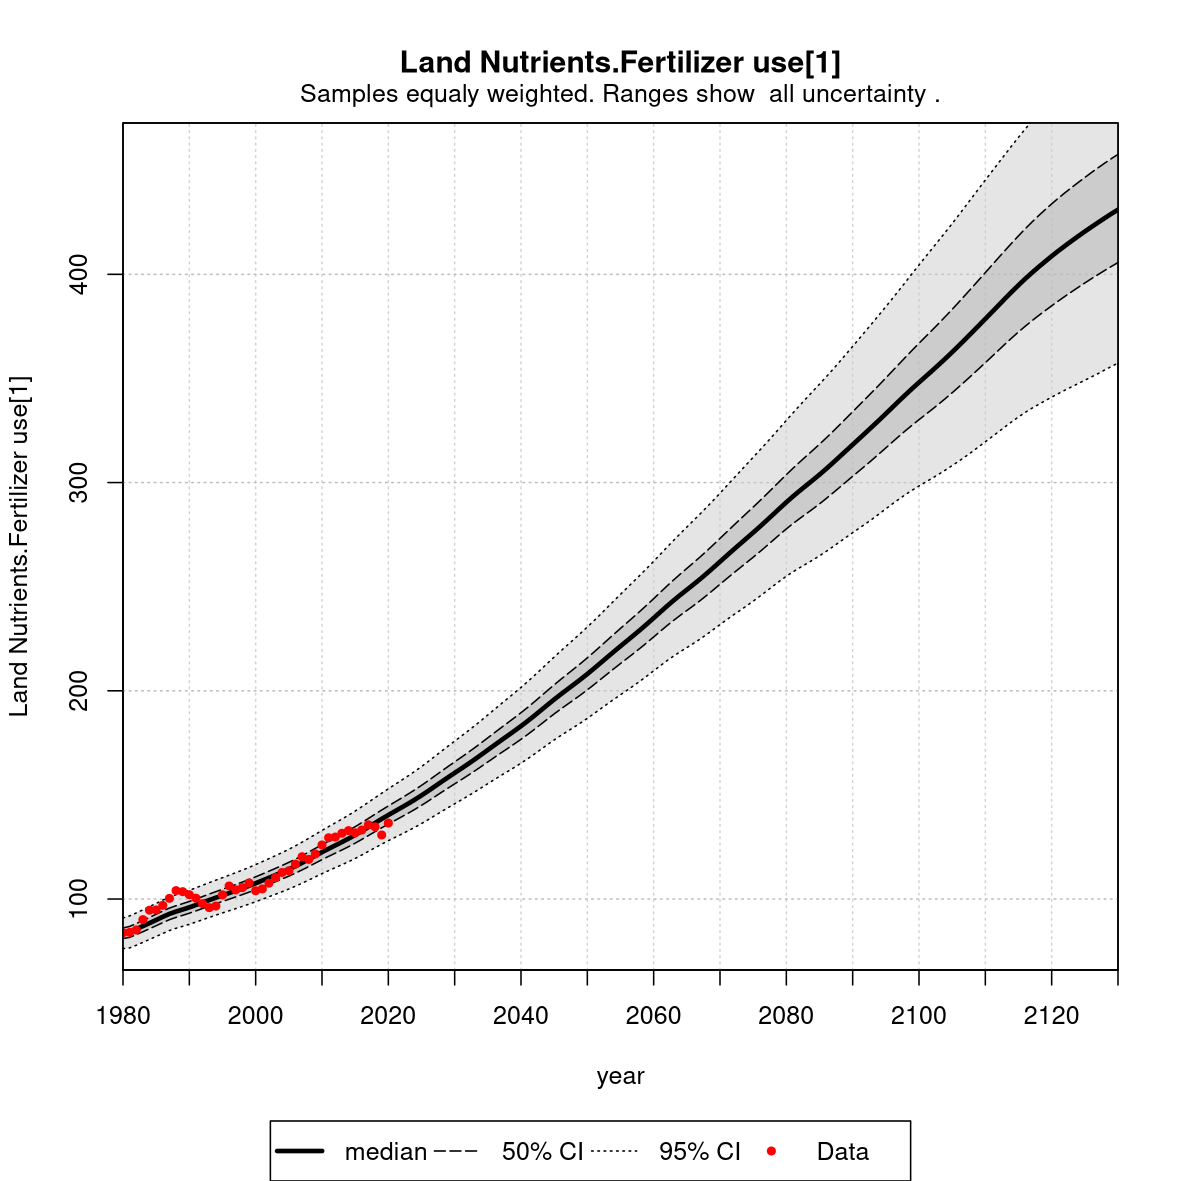 Land Nutrients.Fertilizer use[1]
Samples equaly weighted. Ranges show  all uncertainty .
Land Nutrients.Fertilizer use[1]
400
300
200
100
1980 2000 2020 2040 2060 2080 2100 2120
year
median 50% CI 95% CI Data